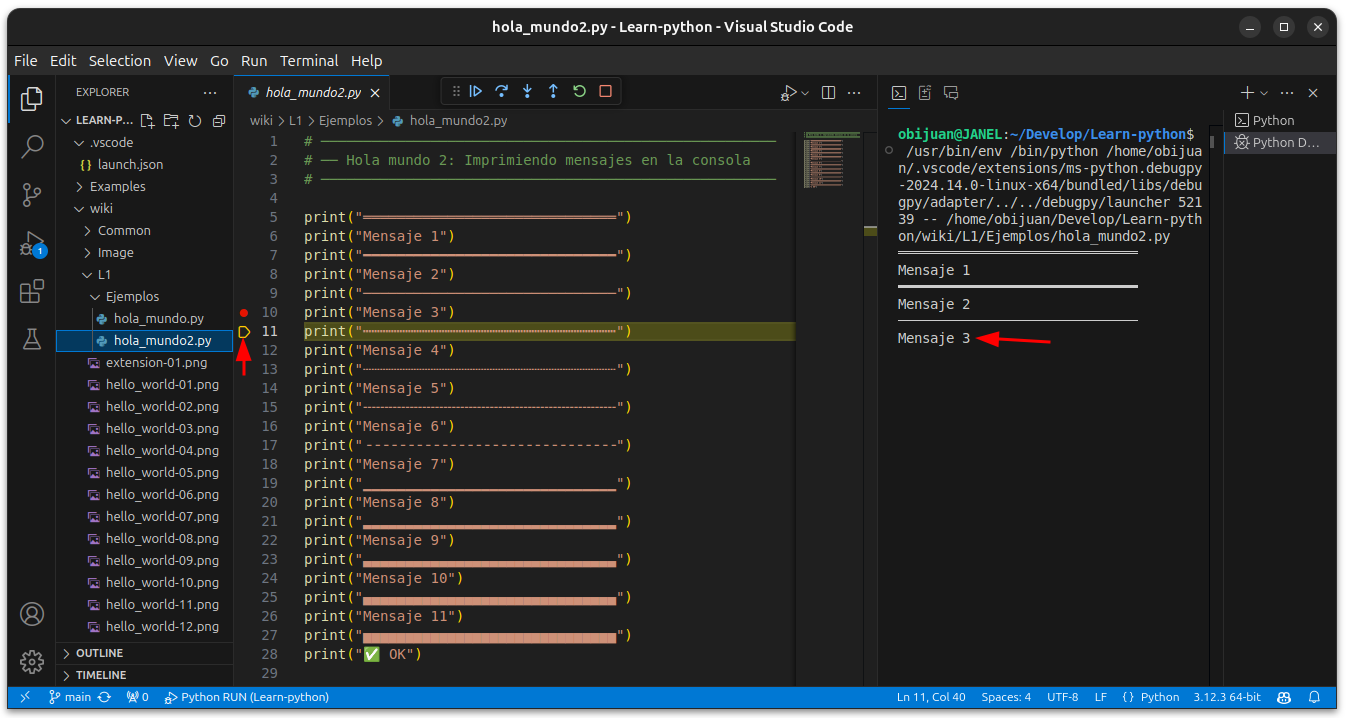 hola_mundo2.py - Learn-python - Visual Studio Code
File Edit Selection View Go Run Terminal Help
EXPLORER
LEARN-P...
.vscode
{} launch.json
Examples
wiki
Common
Image
L1
Ejemplos
hola_mundo.py
hola_mundo2.py
extension-01.png
hello_world-01.png
hello_world-02.png
hello_world-03.png
hello_world-04.png
hello_world-05.png
hello_world-06.png
hello_world-07.png
hello_world-08.png
hello_world-09.png
hello_world-10.png
hello_world-11.png
hello_world-12.png
OUTLINE
TIMELINE
1
hola_mundo2.py
wiki > L1 > Ejemplos > hola_mundo2.py
1 # ──────────────────────────────
2 # ── Hola mundo 2: Imprimiendo mensajes en la consola
3 # ──────────────────────────────
4
5 print("══════════════════════════════")
6 print("Mensaje 1")
7 print("━━━━━━━━━━━━━━━━━━━━━━━━━━━━━━")
8 print("Mensaje 2")
9 print("──────────────────────────────")
10 print("Mensaje 3")
11 print("┅┅┅┅┅┅┅┅┅┅┅┅┅┅┅┅┅┅┅┅┅┅┅┅┅┅┅┅┅┅")
12 print("Mensaje 4")
13 print("┄┄┄┄┄┄┄┄┄┄┄┄┄┄┄┄┄┄┄┄┄┄┄┄┄┄┄┄┄┄")
14 print("Mensaje 5")
15 print("╌╌╌╌╌╌╌╌╌╌╌╌╌╌╌╌╌╌╌╌╌╌╌╌╌╌╌╌╌╌")
16 print("Mensaje 6")
17 print("------------------------------")
18 print("Mensaje 7")
19 print("▁▁▁▁▁▁▁▁▁▁▁▁▁▁▁▁▁▁▁▁▁▁▁▁▁▁▁▁▁▁")
20 print("Mensaje 8")
21 print("▂▂▂▂▂▂▂▂▂▂▂▂▂▂▂▂▂▂▂▂▂▂▂▂▂▂▂▂▂▂")
22 print("Mensaje 9")
23 print("▃▃▃▃▃▃▃▃▃▃▃▃▃▃▃▃▃▃▃▃▃▃▃▃▃▃▃▃▃▃")
24 print("Mensaje 10")
25 print("▄▄▄▄▄▄▄▄▄▄▄▄▄▄▄▄▄▄▄▄▄▄▄▄▄▄▄▄▄▄")
26 print("Mensaje 11")
27 print("▅▅▅▅▅▅▅▅▅▅▅▅▅▅▅▅▅▅▅▅▅▅▅▅▅▅▅▅▅▅")
28 print("✅ OK")
29
obijuan@JANEL:~/Develop/Learn-python$
/usr/bin/env /bin/python /home/obijua
n/.vscode/extensions/ms-python.debugpy
-2024.14.0-linux-x64/bundled/libs/debu
gpy/adapter/../../debugpy/launcher 521
39 -- /home/obijuan/Develop/Learn-pyth
on/wiki/L1/Ejemplos/hola_mundo2.py
══════════════════════════════
Mensaje 1
━━━━━━━━━━━━━━━━━━━━━━━━━━━━━━
Mensaje 2
──────────────────────────────
Mensaje 3
Python
Python D...
main 0 Python RUN (Learn-python) Ln 11, Col 40 Spaces: 4 UTF-8 LF {} Python 3.12.3 64-bit